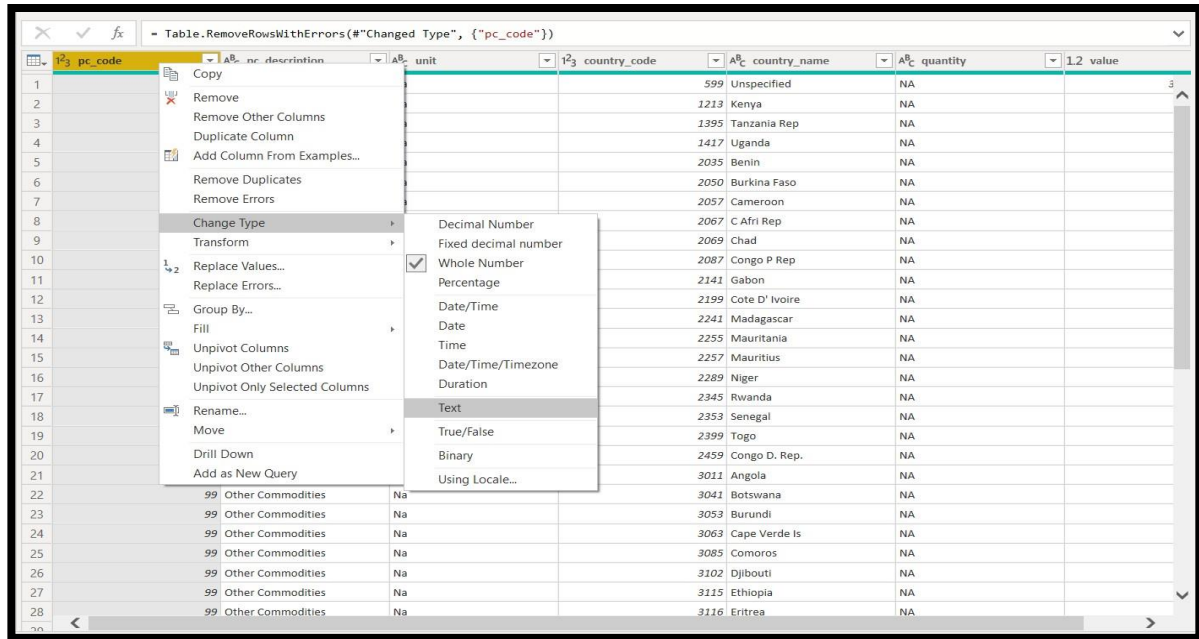 fx = Table.RemoveRowsWithErrors(#"Changed Type", {"pc_code"})
1²3 pc_code ABC pc_description ABC unit 1²3 country_code ABC country_name ABC quantity 1.2 value
1 599 Unspecified NA 3
2 1213 Kenya NA
3 1395 Tanzania Rep NA
4 1417 Uganda NA
5 2035 Benin NA
6 2050 Burkina Faso NA
7 2057 Cameroon NA
8 2067 C Afri Rep NA
9 2069 Chad NA
10 2087 Congo P Rep NA
11 2141 Gabon NA
12 2199 Cote D' Ivoire NA
13 2241 Madagascar NA
14 2255 Mauritania NA
15 2257 Mauritius NA
16 2289 Niger NA
17 2345 Rwanda NA
18 2353 Senegal NA
19 2399 Togo NA
20 2459 Congo D. Rep. NA
21 3011 Angola NA
22 99 Other Commodities Na 3041 Botswana NA
23 99 Other Commodities Na 3053 Burundi NA
24 99 Other Commodities Na 3063 Cape Verde Is NA
25 99 Other Commodities Na 3085 Comoros NA
26 99 Other Commodities Na 3102 Djibouti NA
27 99 Other Commodities Na 3115 Ethiopia NA
28 99 Other Commodities Na 3116 Eritrea NA
Copy
Remove
Remove Other Columns
Duplicate Column
Add Column From Examples...
Remove Duplicates
Remove Errors
Change Type
Transform
Replace Values...
Replace Errors...
Group By...
Fill
Unpivot Columns
Unpivot Other Columns
Unpivot Only Selected Columns
Rename...
Move
Drill Down
Add as New Query
Decimal Number
Fixed decimal number
Whole Number
Percentage
Date/Time
Date
Time
Date/Time/Timezone
Duration
Text
True/False
Binary
Using Locale...